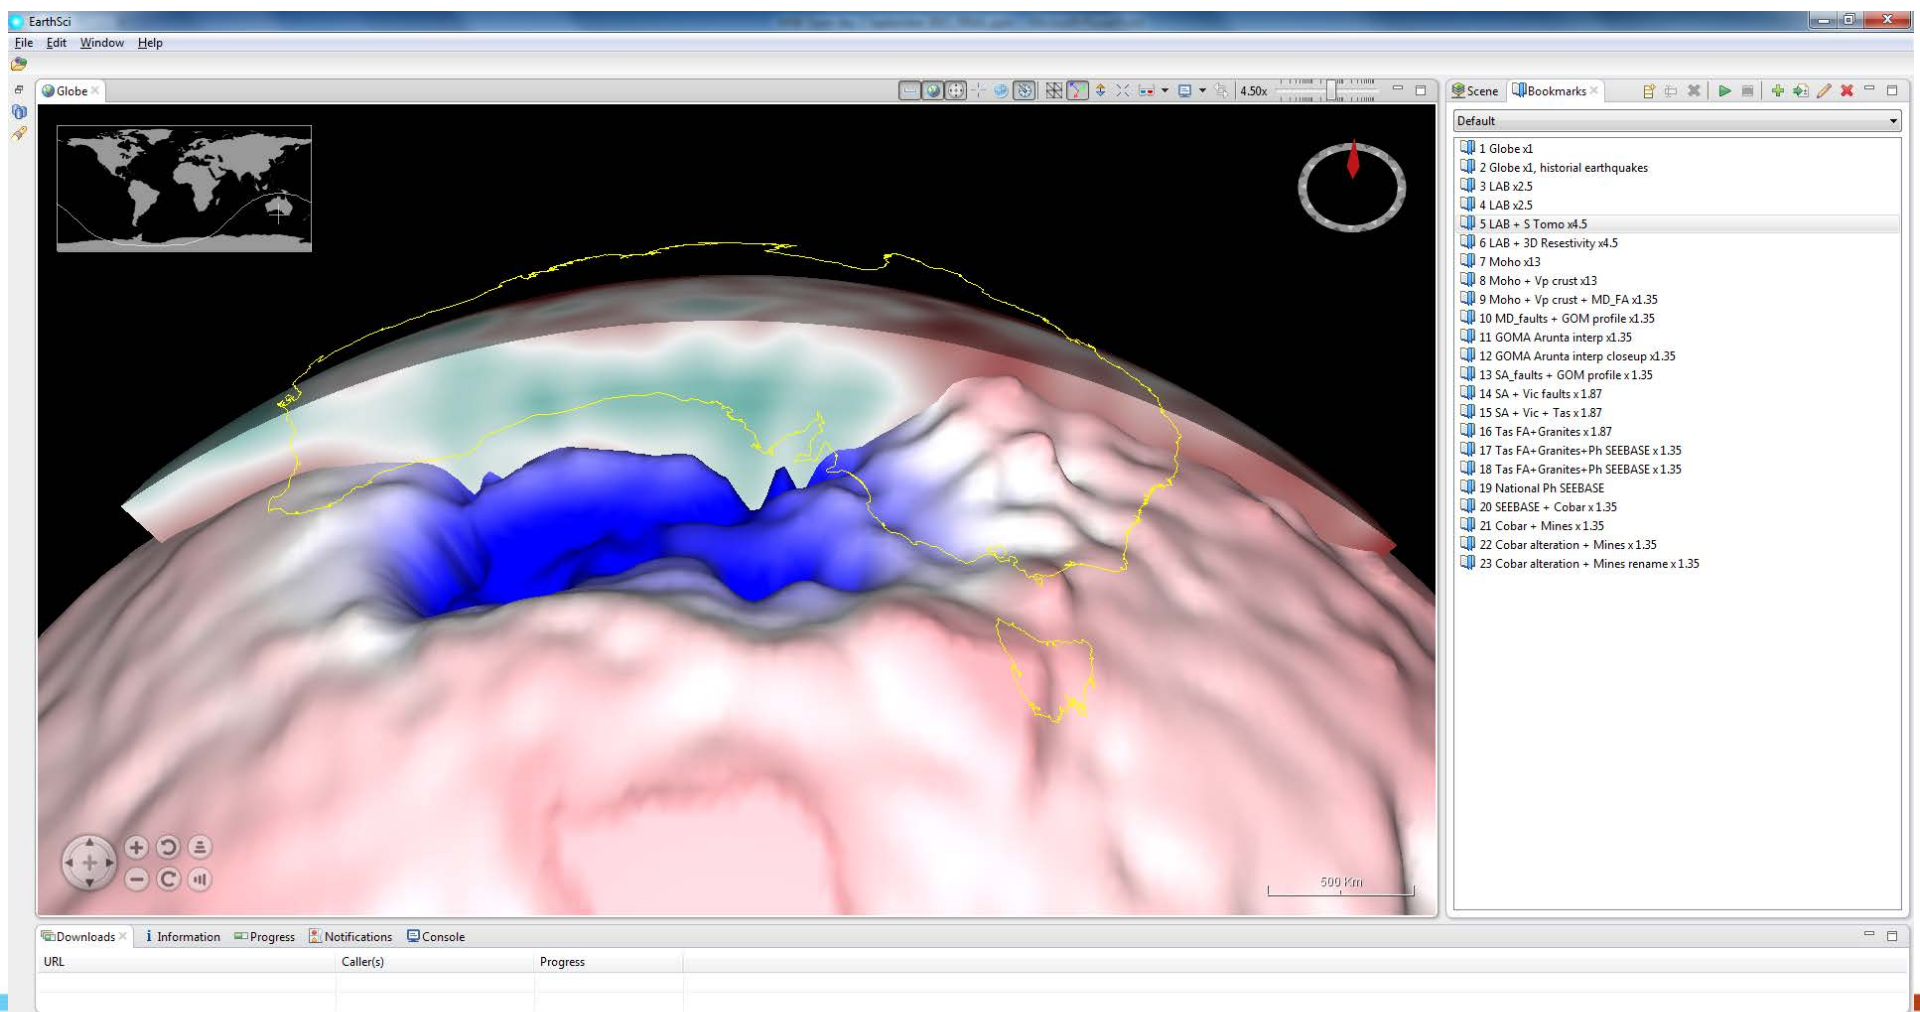 EarthSci
File Edit Window Help
Globe
4.50x
Scene Bookmarks
Default
1 Globe x1
2 Globe x1, historial earthquakes
3 LAB x2.5
4 LAB x2.5
5 LAB + S Tomo x4.5
6 LAB + 3D Resestivity x4.5
7 Moho x13
8 Moho + Vp crust x13
9 Moho + Vp crust + MD_FA x1.35
10 MD_faults + GOM profile x1.35
11 GOMA Arunta interp x1.35
12 GOMA Arunta interp closeup x1.35
13 SA_faults + GOM profile x 1.35
14 SA + Vic faults x 1.87
15 SA + Vic + Tas x 1.87
16 Tas FA+Granites x 1.87
17 Tas FA+Granites+Ph SEEBASE x 1.35
18 Tas FA+Granites+Ph SEEBASE x 1.35
19 National Ph SEEBASE
20 SEEBASE + Cobar x 1.35
21 Cobar + Mines x 1.35
22 Cobar alteration + Mines x 1.35
23 Cobar alteration + Mines rename x 1.35
500 Km
Downloads Information Progress Notifications Console
URL Caller(s) Progress